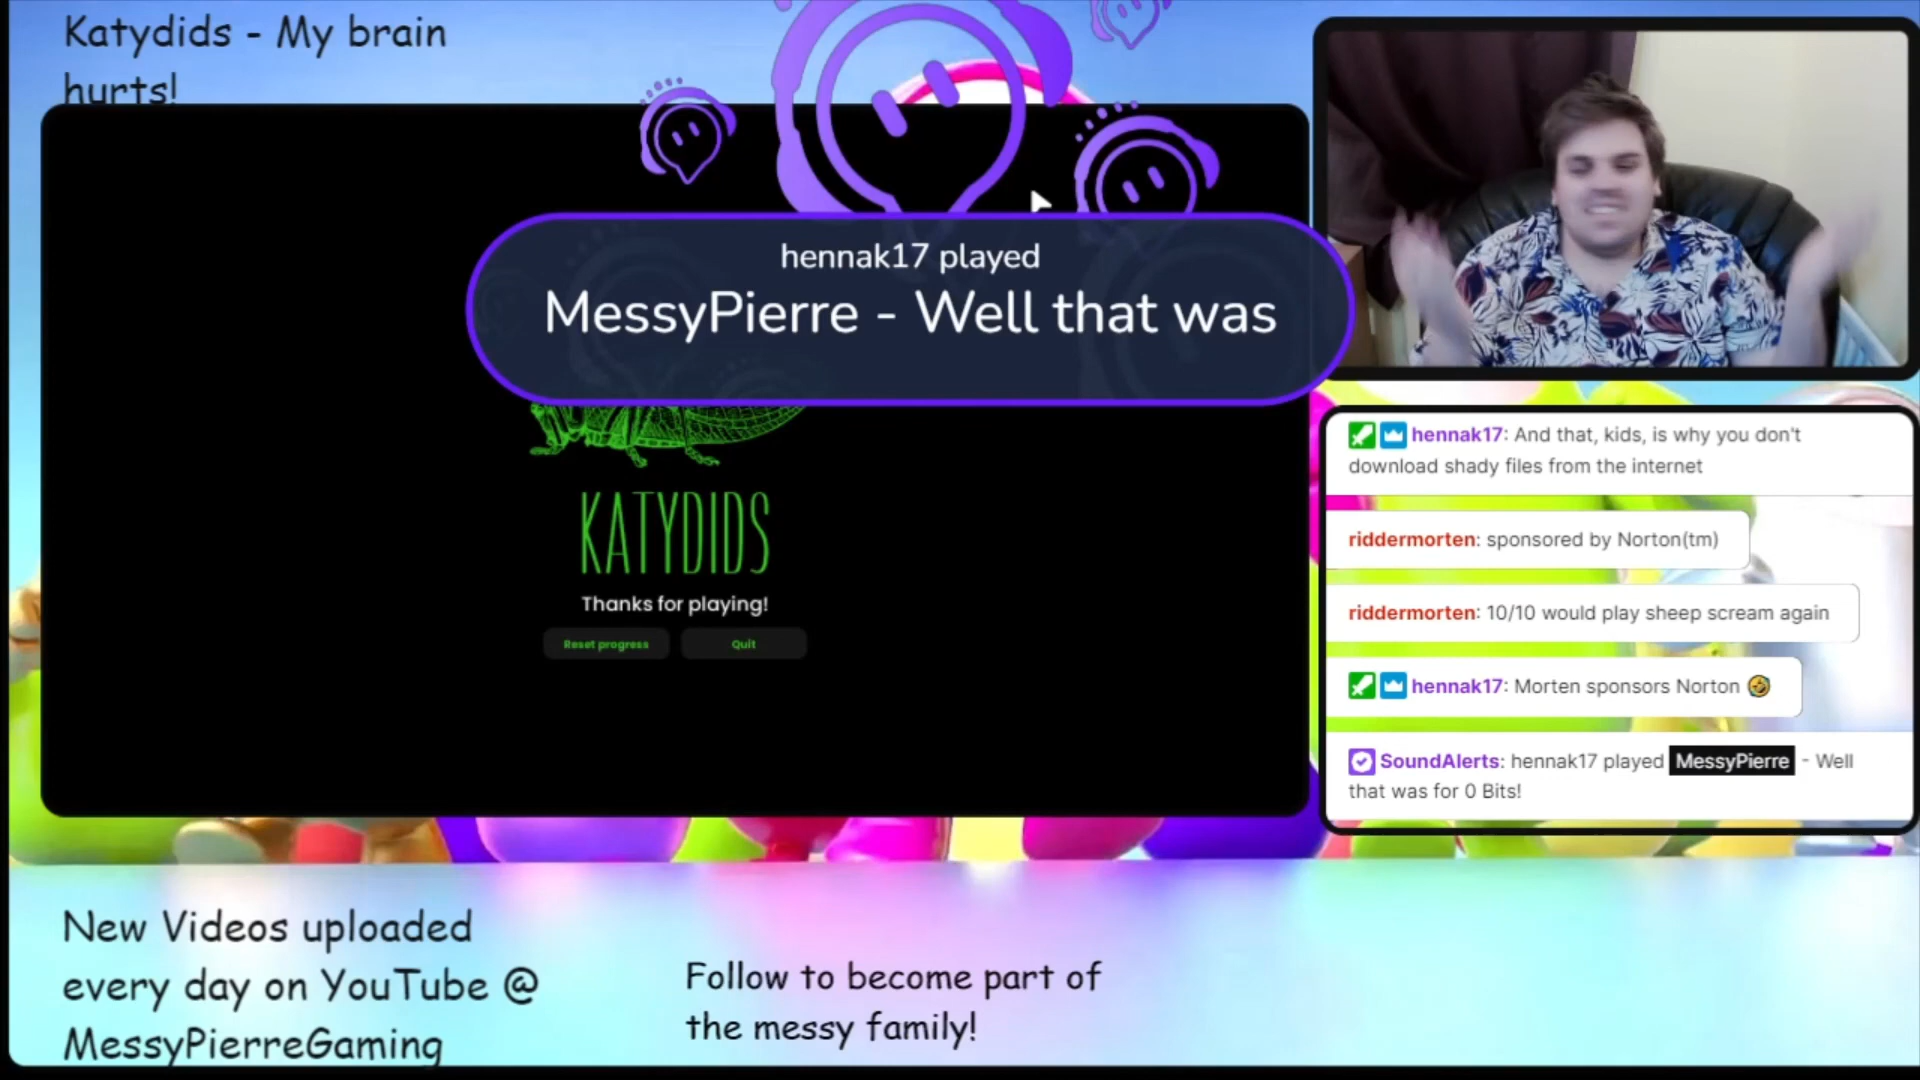 Katydids - My brain
hurts!
hennak17 played
MessyPierre - Well that was
KATYDIDS
Thanks for playing!
Reset progress
Quit
hennak17: And that, kids, is why you don't
download shady files from the internet
riddermorten: sponsored by Norton(tm)
riddermorten: 10/10 would play sheep scream again
hennak17: Morten sponsors Norton 🤣
SoundAlerts: hennak17 played MessyPierre - Well
that was for 0 Bits!
New Videos uploaded
every day on YouTube @
MessyPierreGaming
Follow to become part of
the messy family!